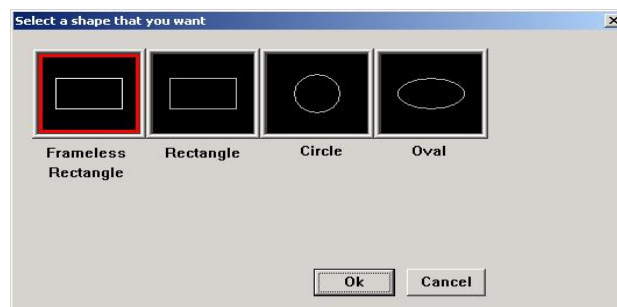 Select a shape that you want
Frameless
Rectangle
Rectangle
Circle
Oval
Ok
Cancel